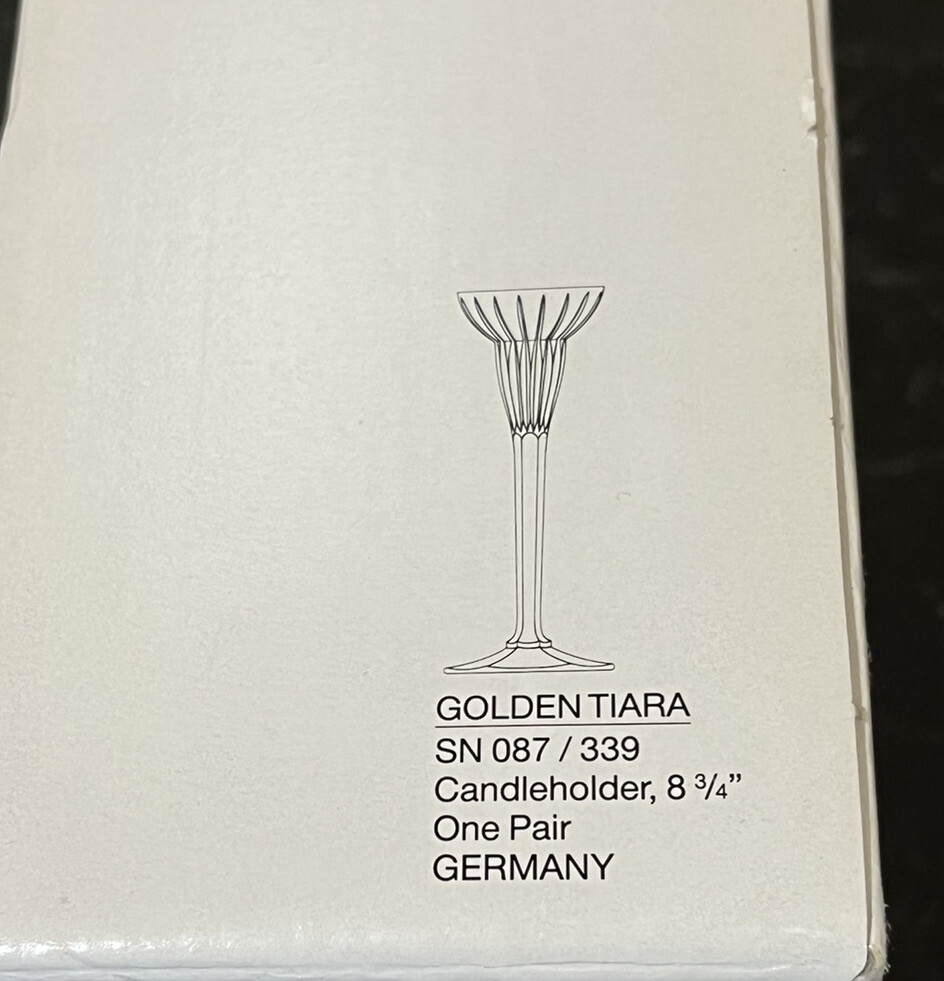 GOLDEN TIARA
SN 087 / 339
Candleholder, 8 3/4”
One Pair
GERMANY